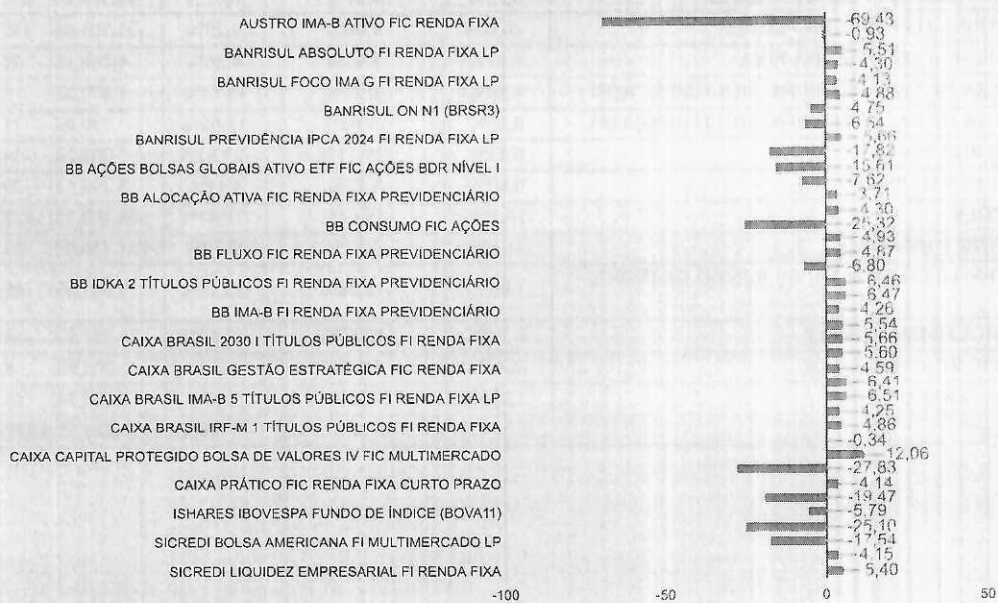 AUSTRO IMA-B ATIVO FIC RENDA FIXA -69,43
-0,93
BANRISUL ABSOLUTO FI RENDA FIXA LP 5,51
4,30
BANRISUL FOCO IMA G FI RENDA FIXA LP 4,13
4,88
BANRISUL ON N1 (BRSR3) -4,75
-6,54
BANRISUL PREVIDÊNCIA IPCA 2024 FI RENDA FIXA LP 5,66
-17,82
BB AÇÕES BOLSAS GLOBAIS ATIVO ETF FIC AÇÕES BDR NÍVEL I -15,61
-7,62
BB ALOCAÇÃO ATIVA FIC RENDA FIXA PREVIDENCIÁRIO 3,71
4,30
BB CONSUMO FIC AÇÕES -25,32
4,93
BB FLUXO FIC RENDA FIXA PREVIDENCIÁRIO 4,87
-6,80
BB IDKA 2 TÍTULOS PÚBLICOS FI RENDA FIXA PREVIDENCIÁRIO 6,46
6,47
BB IMA-B FI RENDA FIXA PREVIDENCIÁRIO 4,26
5,54
CAIXA BRASIL 2030 I TÍTULOS PÚBLICOS FI RENDA FIXA 5,66
5,60
CAIXA BRASIL GESTÃO ESTRATÉGICA FIC RENDA FIXA 4,59
6,41
CAIXA BRASIL IMA-B 5 TÍTULOS PÚBLICOS FI RENDA FIXA LP 6,51
4,25
CAIXA BRASIL IRF-M 1 TÍTULOS PÚBLICOS FI RENDA FIXA 4,86
-0,34
CAIXA CAPITAL PROTEGIDO BOLSA DE VALORES IV FIC MULTIMERCADO 12,06
-27,83
CAIXA PRÁTICO FIC RENDA FIXA CURTO PRAZO 4,14
-19,47
ISHARES IBOVESPA FUNDO DE ÍNDICE (BOVA11) -5,79
-25,10
SICREDI BOLSA AMERICANA FI MULTIMERCADO LP -17,54
4,15
SICREDI LIQUIDEZ EMPRESARIAL FI RENDA FIXA 5,40
-100 -50 0 50